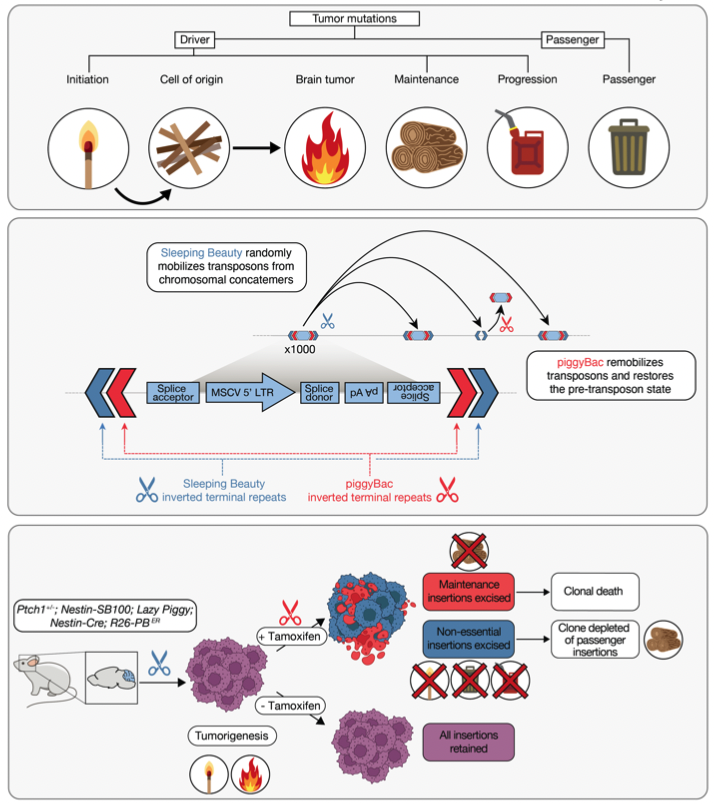 Tumor mutations
Driver
Passenger
Initiation
Cell of origin
Brain tumor
Maintenance
Progression
Passenger
Sleeping Beauty randomly
mobilizes transposons from
chromosomal concatemers
x1000
piggyBac remobilizes
transposons and restores
the pre-transposon state
Splice
acceptor
MSCV 5' LTR
Splice
donor
pA pA
Splice
acceptor
Sleeping Beauty
inverted terminal repeats
piggyBac
inverted terminal repeats
Ptch1+/-; Nestin-SB100; Lazy Piggy;
Nestin-Cre; R26-PBER
+ Tamoxifen
- Tamoxifen
Tumorigenesis
Maintenance
insertions excised
Clonal death
Non-essential
insertions excised
Clone depleted
of passenger
insertions
All insertions
retained